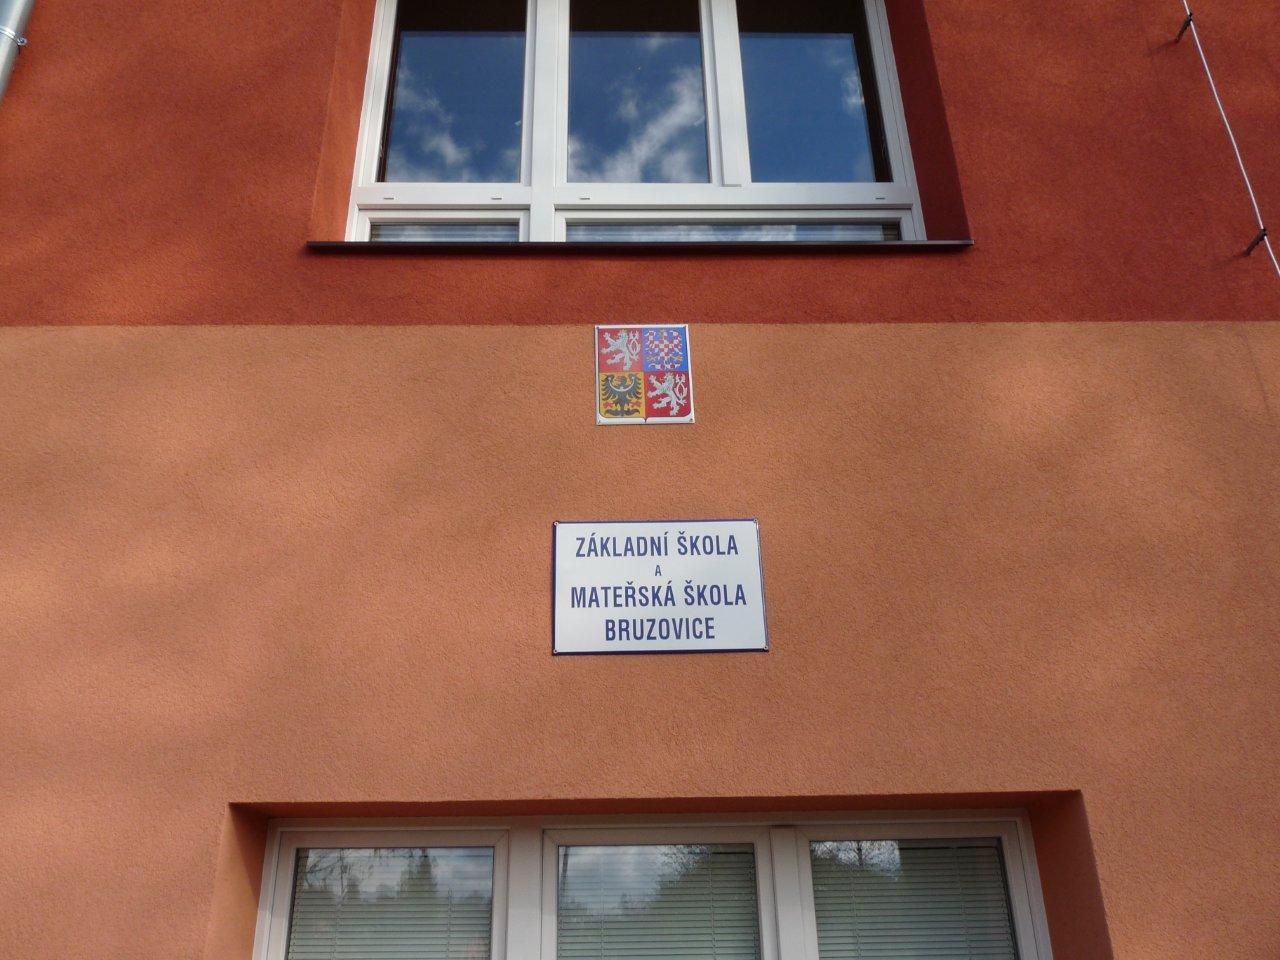 ZÁKLADNÍ ŠKOLA
A
MATEŘSKÁ ŠKOLA
BRUZOVICE